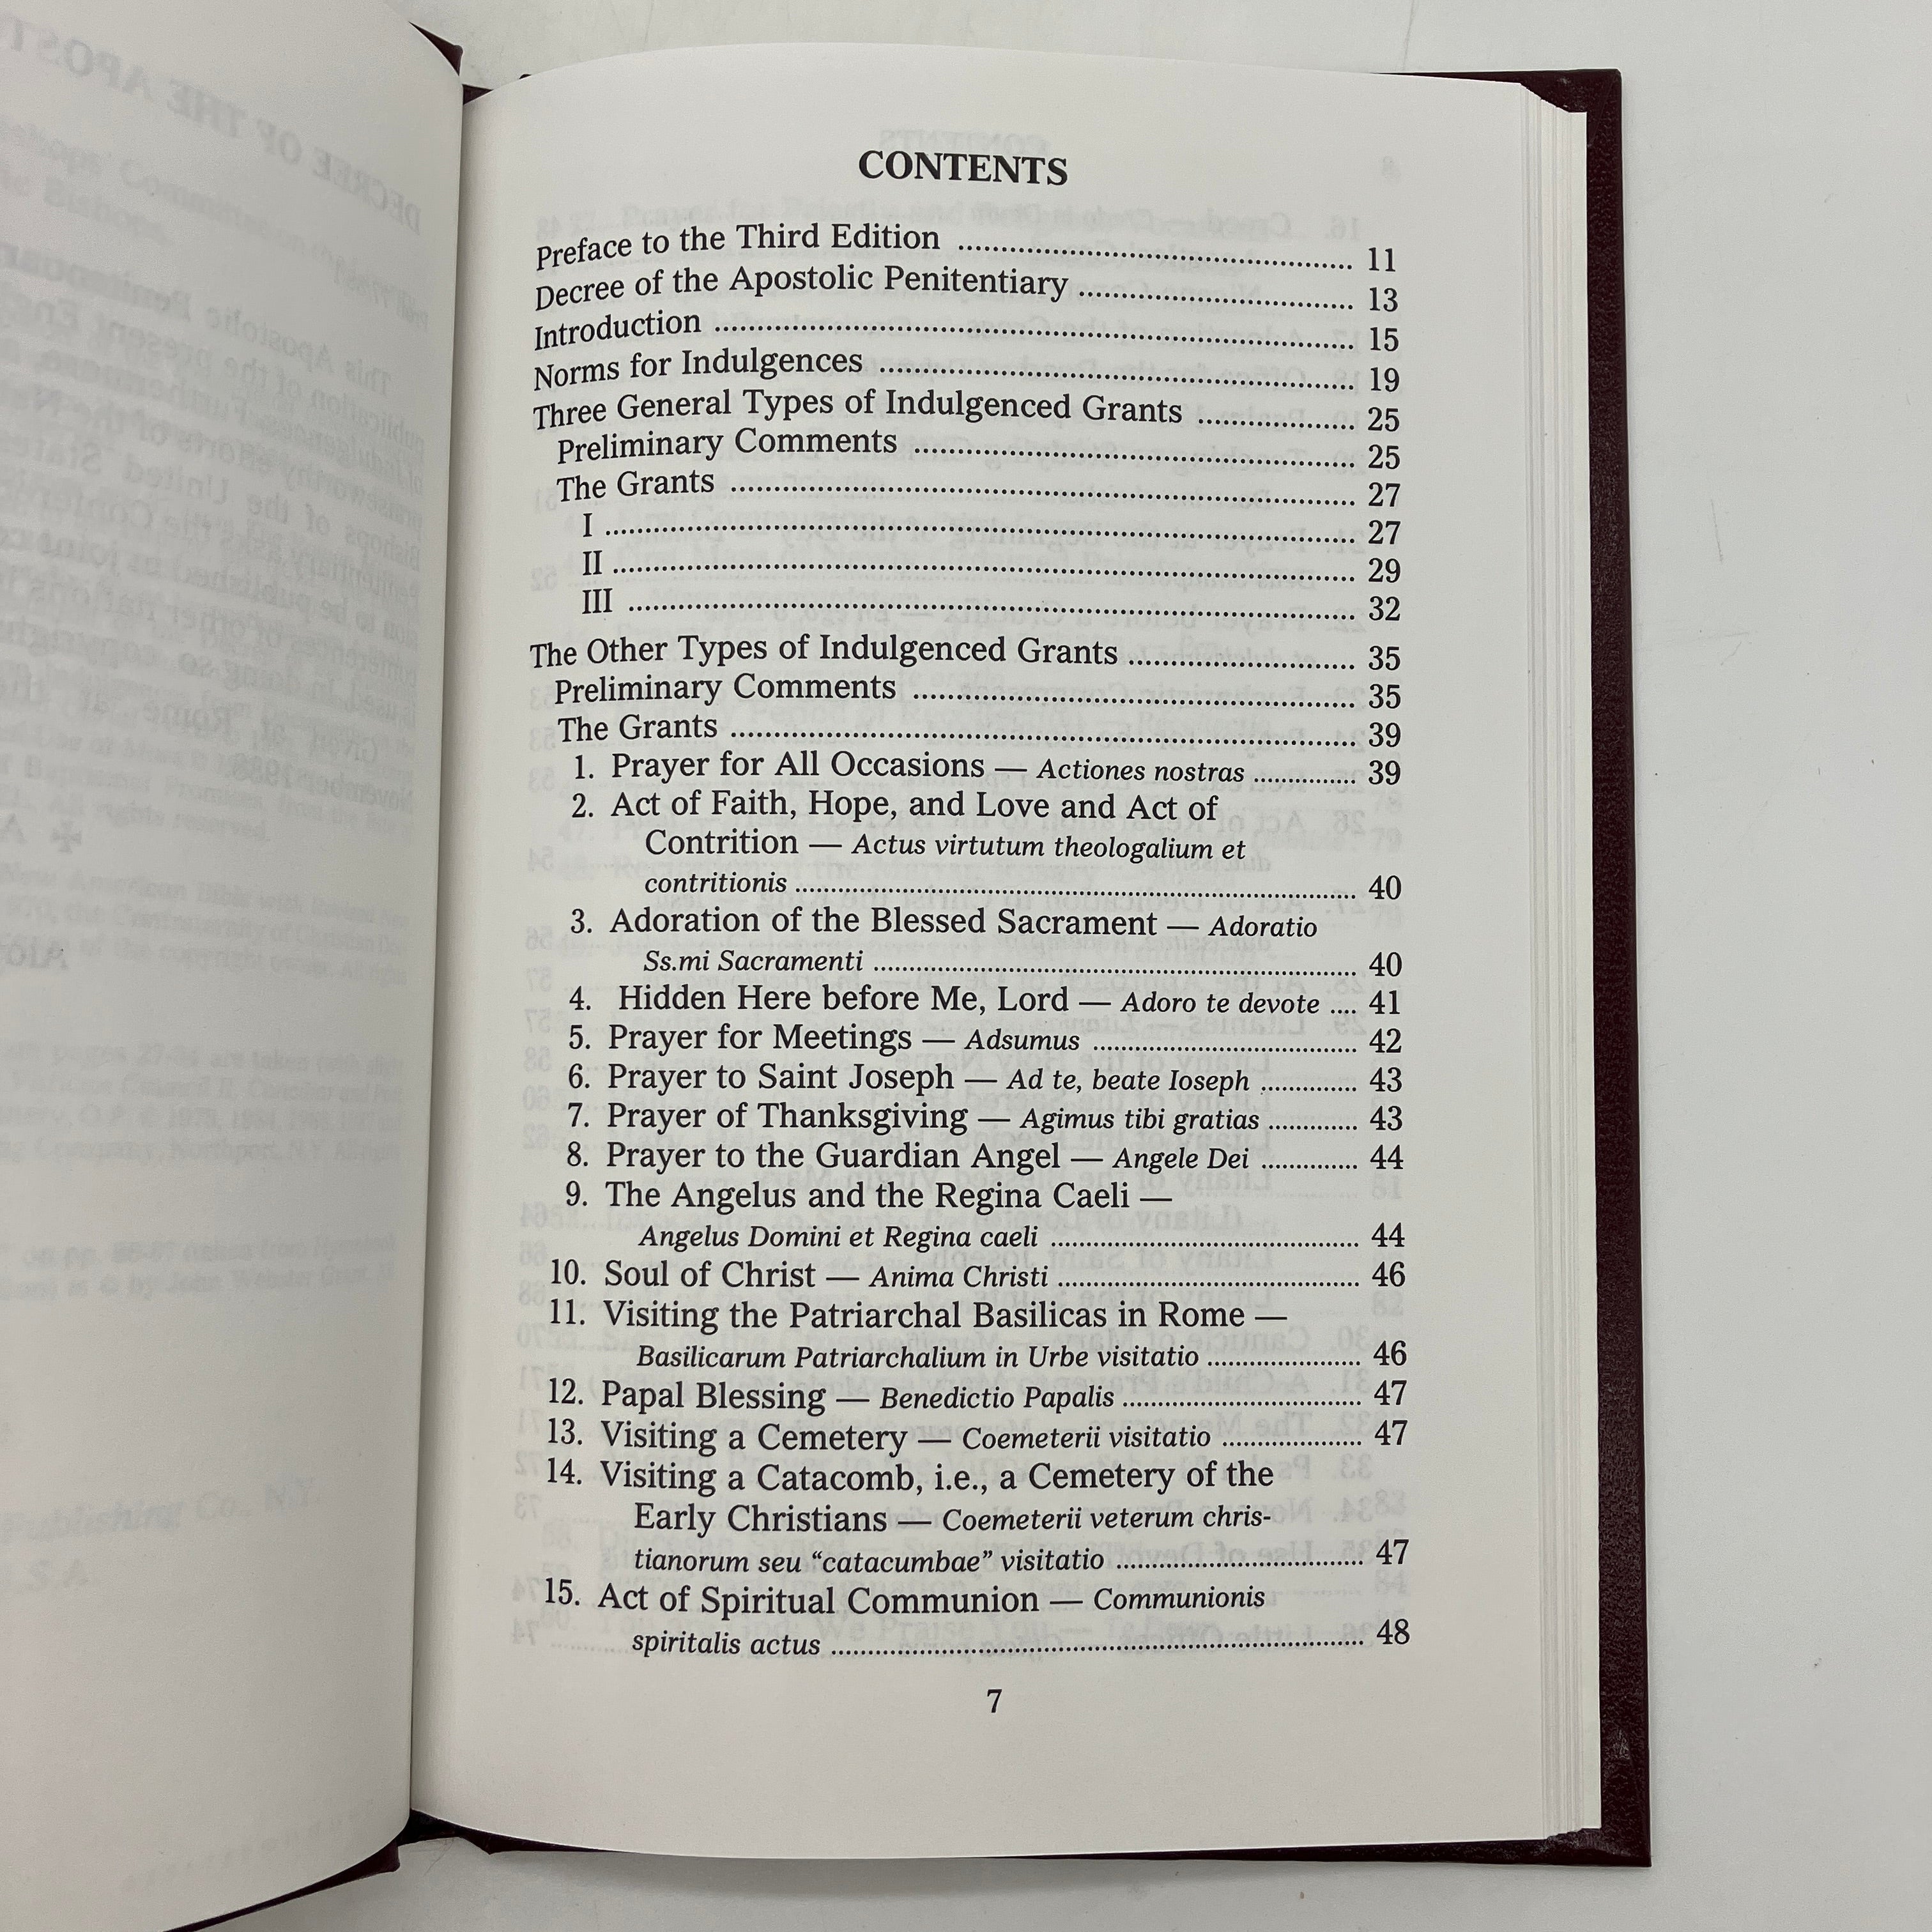 CONTENTS
Preface to the Third Edition .......... 11
Decree of the Apostolic Penitentiary .......... 13
Introduction .......... 15
Norms for Indulgences .......... 19
Three General Types of Indulgenced Grants .......... 25
Preliminary Comments .......... 25
The Grants .......... 27
I .......... 27
II .......... 29
III .......... 32
The Other Types of Indulgenced Grants .......... 35
Preliminary Comments .......... 35
The Grants .......... 39
1. Prayer for All Occasions — Actiones nostras .......... 39
2. Act of Faith, Hope, and Love and Act of
Contrition — Actus virtutum theologalium et
contritionis .......... 40
3. Adoration of the Blessed Sacrament — Adoratio
Ss.mi Sacramenti .......... 40
4. Hidden Here before Me, Lord — Adoro te devote .... 41
5. Prayer for Meetings — Adsumus .......... 42
6. Prayer to Saint Joseph — Ad te, beate Ioseph .......... 43
7. Prayer of Thanksgiving — Agimus tibi gratias .......... 43
8. Prayer to the Guardian Angel — Angele Dei .......... 44
9. The Angelus and the Regina Caeli —
Angelus Domini et Regina caeli .......... 44
10. Soul of Christ — Anima Christi .......... 46
11. Visiting the Patriarchal Basilicas in Rome —
Basilicarum Patriarchalium in Urbe visitatio .......... 46
12. Papal Blessing — Benedictio Papalis .......... 47
13. Visiting a Cemetery — Coemeterii visitatio .......... 47
14. Visiting a Catacomb, i.e., a Cemetery of the
Early Christians — Coemeterii veterum chris-
tianorum seu “catacumbae” visitatio .......... 47
15. Act of Spiritual Communion — Communionis
spiritalis actus .......... 48
7